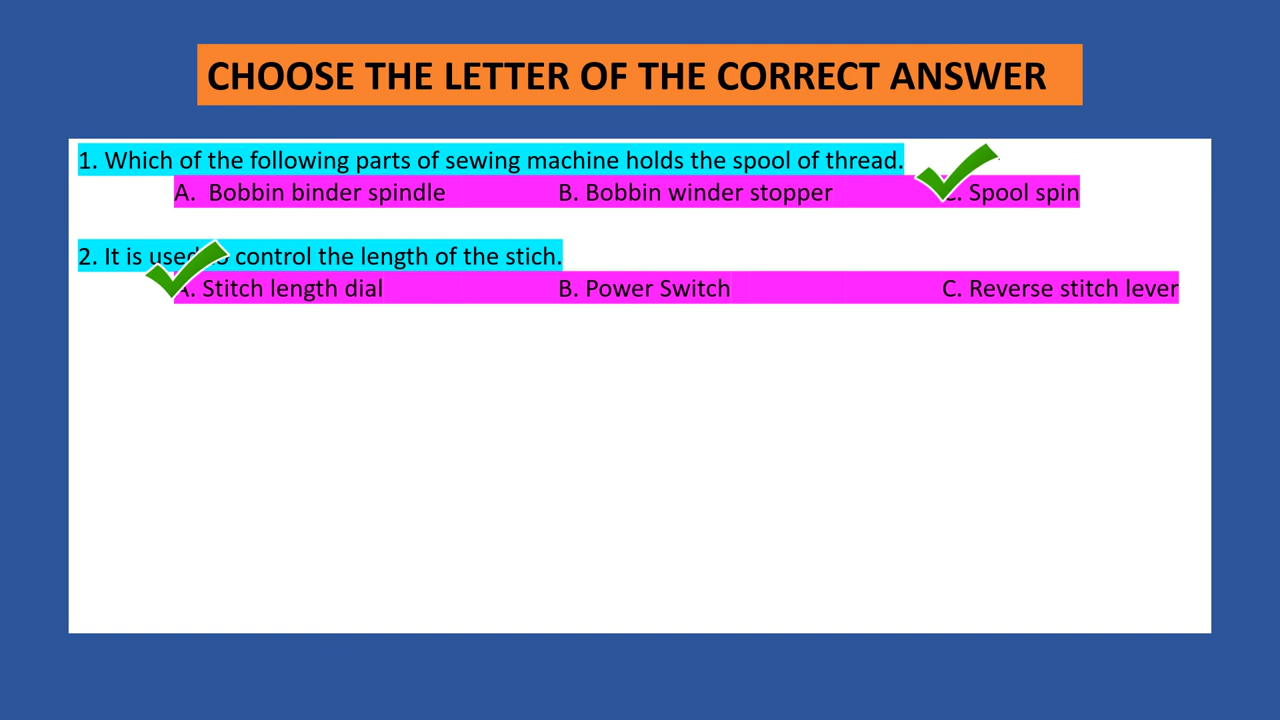 CHOOSE THE LETTER OF THE CORRECT ANSWER
1. Which of the following parts of sewing machine holds the spool of thread.
A. Bobbin binder spindle B. Bobbin winder stopper C. Spool spin
2. It is used to control the length of the stich.
A. Stitch length dial B. Power Switch C. Reverse stitch lever